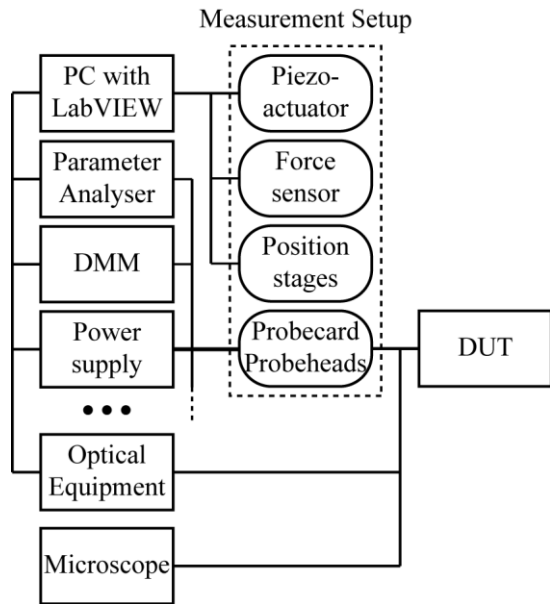 Measurement Setup
PC with
LabVIEW
Piezo-
actuator
Parameter
Analyser
Force
sensor
DMM
Position
stages
Power
supply
Probecard
Probeheads
DUT
Optical
Equipment
Microscope